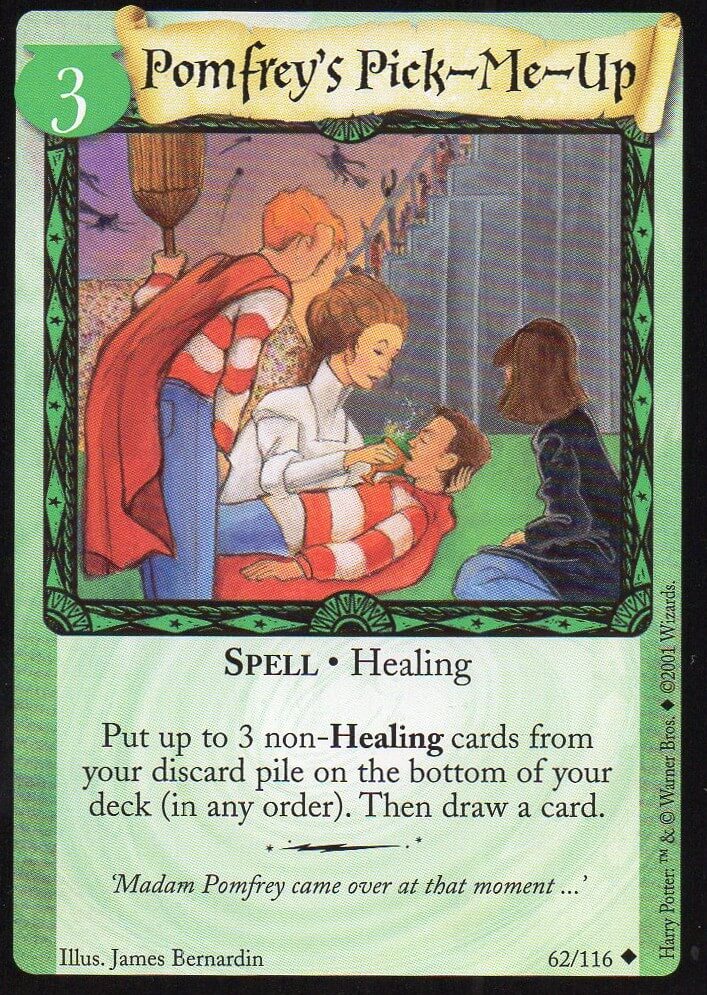 3
Pomfrey's Pick-Me-Up
SPELL • Healing
Put up to 3 non-Healing cards from
your discard pile on the bottom of your
deck (in any order). Then draw a card.
'Madam Pomfrey came over at that moment ...'
Illus. James Bernardin
62/116 ◆
Harry Potter: ™ & © Warner Bros. ◆ ©2001 Wizards.